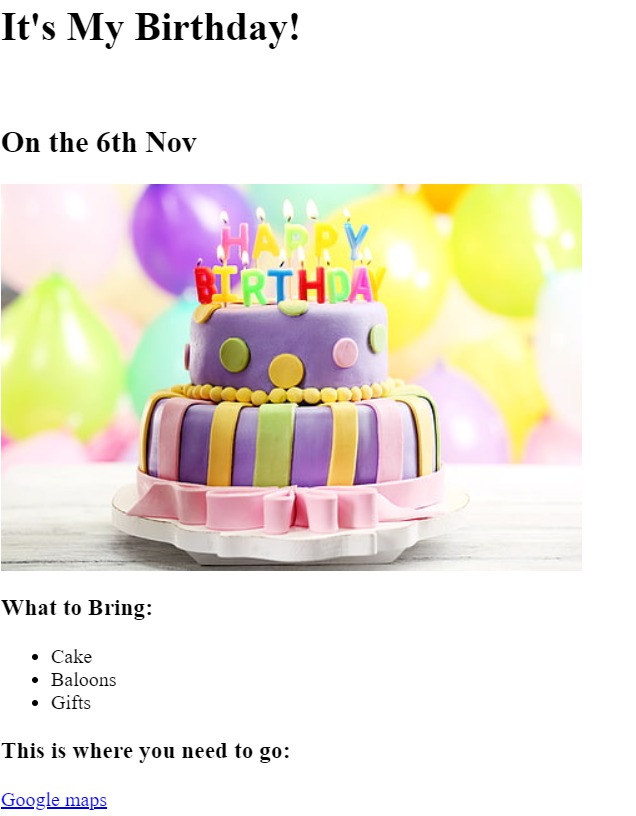 It's My Birthday!
On the 6th Nov
HAPPY
BIRTHDAY
What to Bring:
Cake
Baloons
Gifts
This is where you need to go:
Google maps